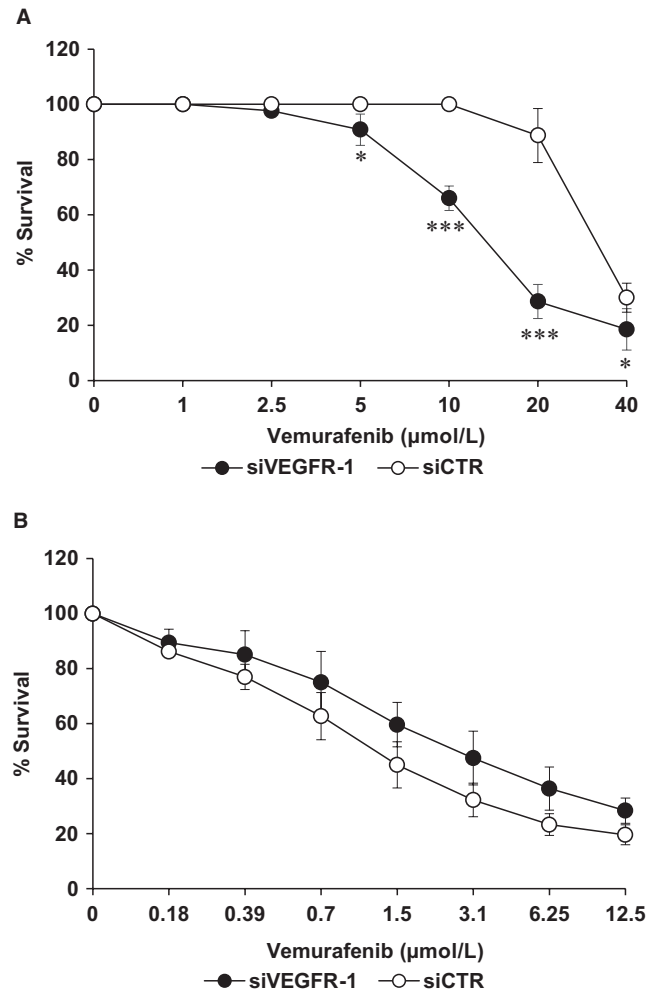 A
120
100
80
60
40
20
0
% Survival
*
***
***
*
0 1 2.5 5 10 20 40
Vemurafenib (µmol/L)
siVEGFR-1 siCTR
B
120
100
80
60
40
20
0
% Survival
0 0.18 0.39 0.7 1.5 3.1 6.25 12.5
Vemurafenib (µmol/L)
siVEGFR-1 siCTR